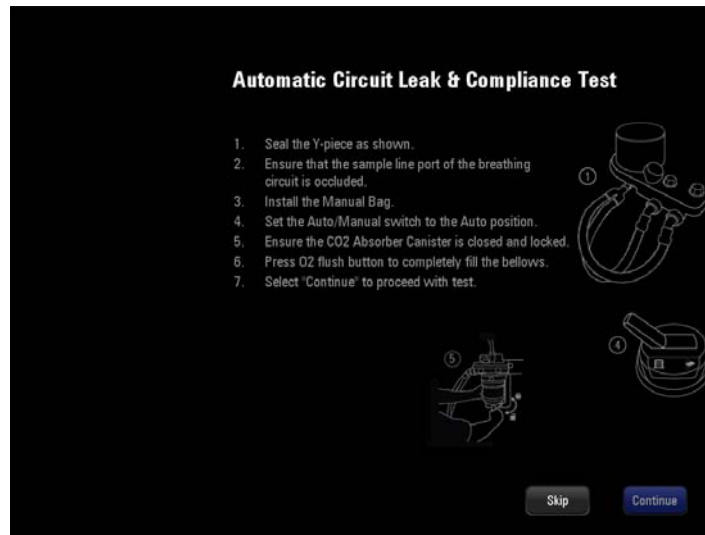 Automatic Circuit Leak & Compliance Test
1. Seal the Y-piece as shown.
2. Ensure that the sample line port of the breathing
circuit is occluded.
3. Install the Manual Bag.
4. Set the Auto/Manual switch to the Auto position.
5. Ensure the CO2 Absorber Canister is closed and locked.
6. Press O2 flush button to completely fill the bellows.
7. Select "Continue" to proceed with test.
1
4
5
Skip
Continue